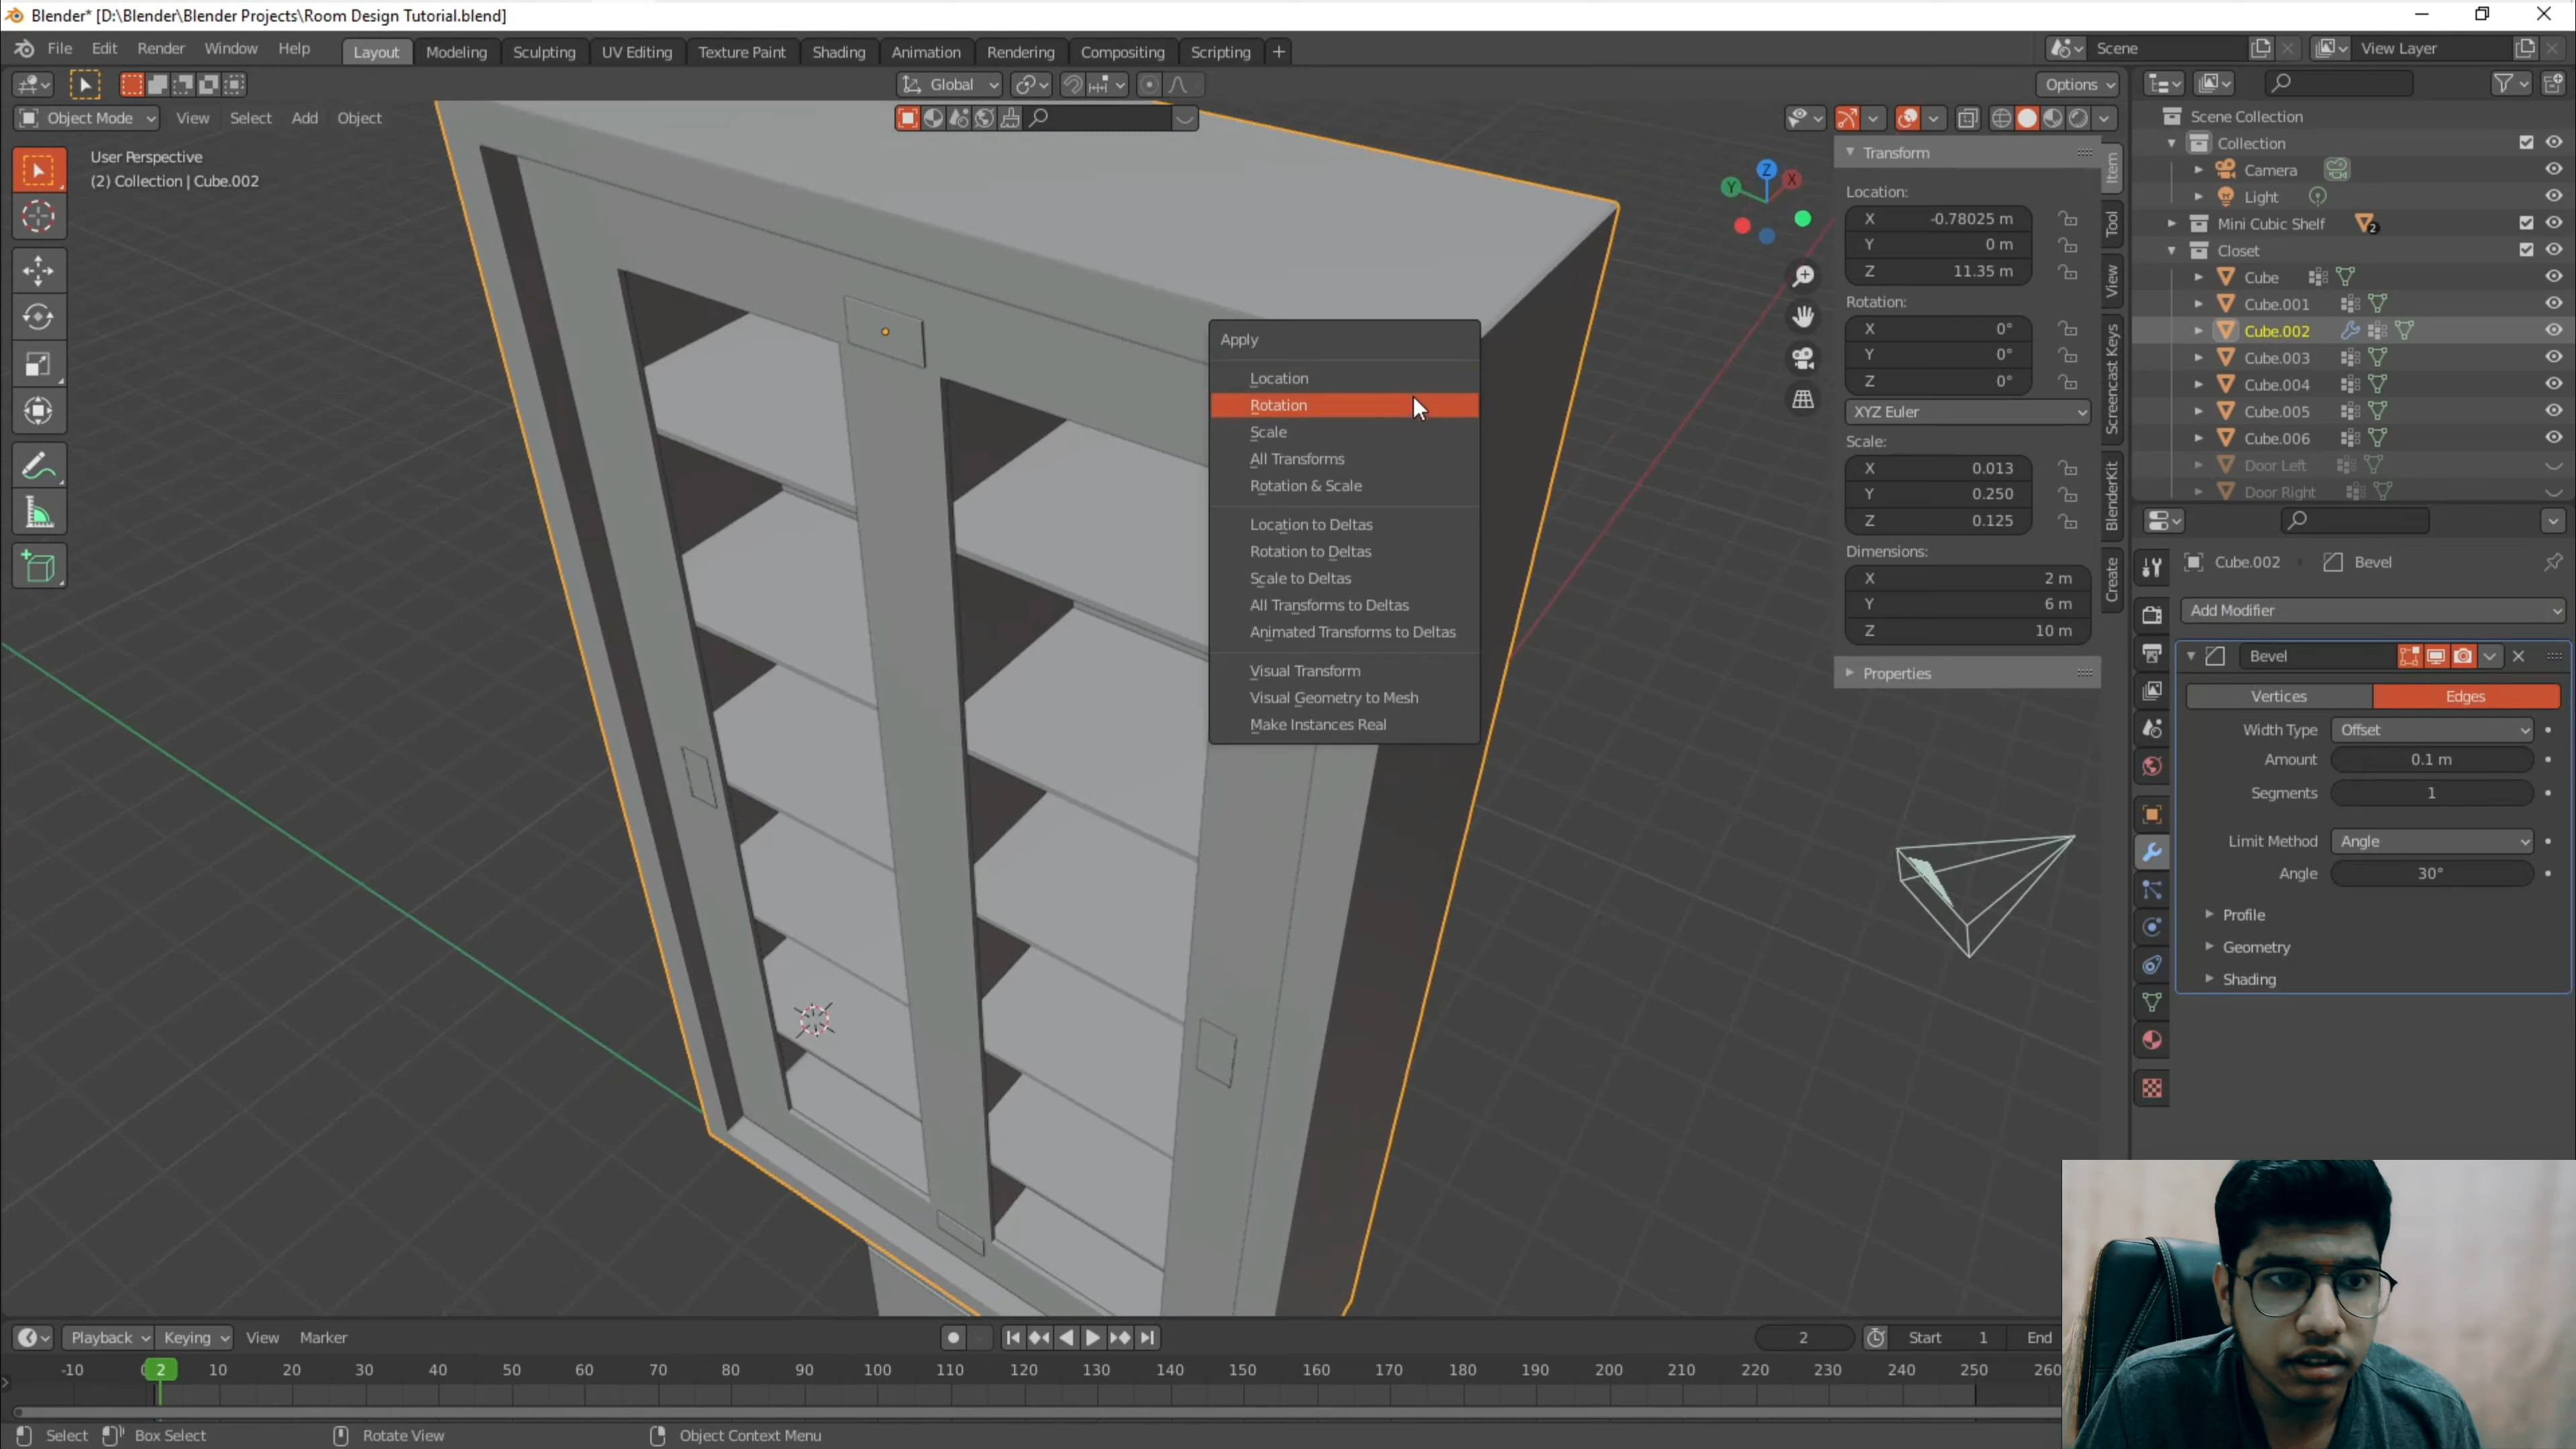 Blender* [D:\Blender\Blender Projects\Room Design Tutorial.blend]
File Edit Render Window Help Layout Modeling Sculpting UV Editing Texture Paint Shading Animation Rendering Compositing Scripting + Scene View Layer
Global Options
Object Mode View Select Add Object
User Perspective
(2) Collection | Cube.002
Z
Y
X
Transform
Location:
X -0.78025 m
Y 0 m
Z 11.35 m
Rotation:
X 0°
Y 0°
Z 0°
XYZ Euler
Scale:
X 0.013
Y 0.250
Z 0.125
Dimensions:
X 2 m
Y 6 m
Z 10 m
Properties
Item
Tool
View
Screencast Keys
BlenderKit
Create
Apply
Location
Rotation
Scale
All Transforms
Rotation & Scale
Location to Deltas
Rotation to Deltas
Scale to Deltas
All Transforms to Deltas
Animated Transforms to Deltas
Visual Transform
Visual Geometry to Mesh
Make Instances Real
Scene Collection
Collection
Camera
Light
Mini Cubic Shelf 2
Closet
Cube
Cube.001
Cube.002
Cube.003
Cube.004
Cube.005
Cube.006
Door Left
Door Right
Cube.002 Bevel
Add Modifier
Bevel
Vertices Edges
Width Type Offset
Amount 0.1 m
Segments 1
Limit Method Angle
Angle 30°
Profile
Geometry
Shading
Playback Keying View Marker 2 Start 1 End
-10 0 2 10 20 30 40 50 60 70 80 90 100 110 120 130 140 150 160 170 180 190 200 210 220 230 240 250 260
Select Box Select Rotate View Object Context Menu